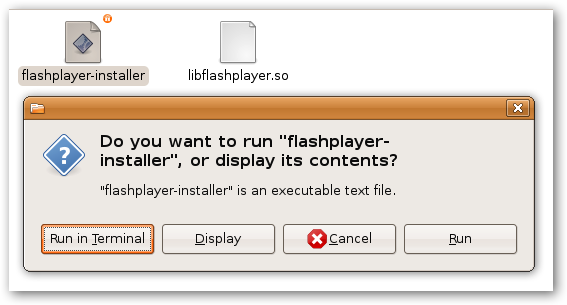 flashplayer-installer
libflashplayer.so
Do you want to run "flashplayer-
installer", or display its contents?
"flashplayer-installer" is an executable text file.
Run in Terminal
Display
Cancel
Run